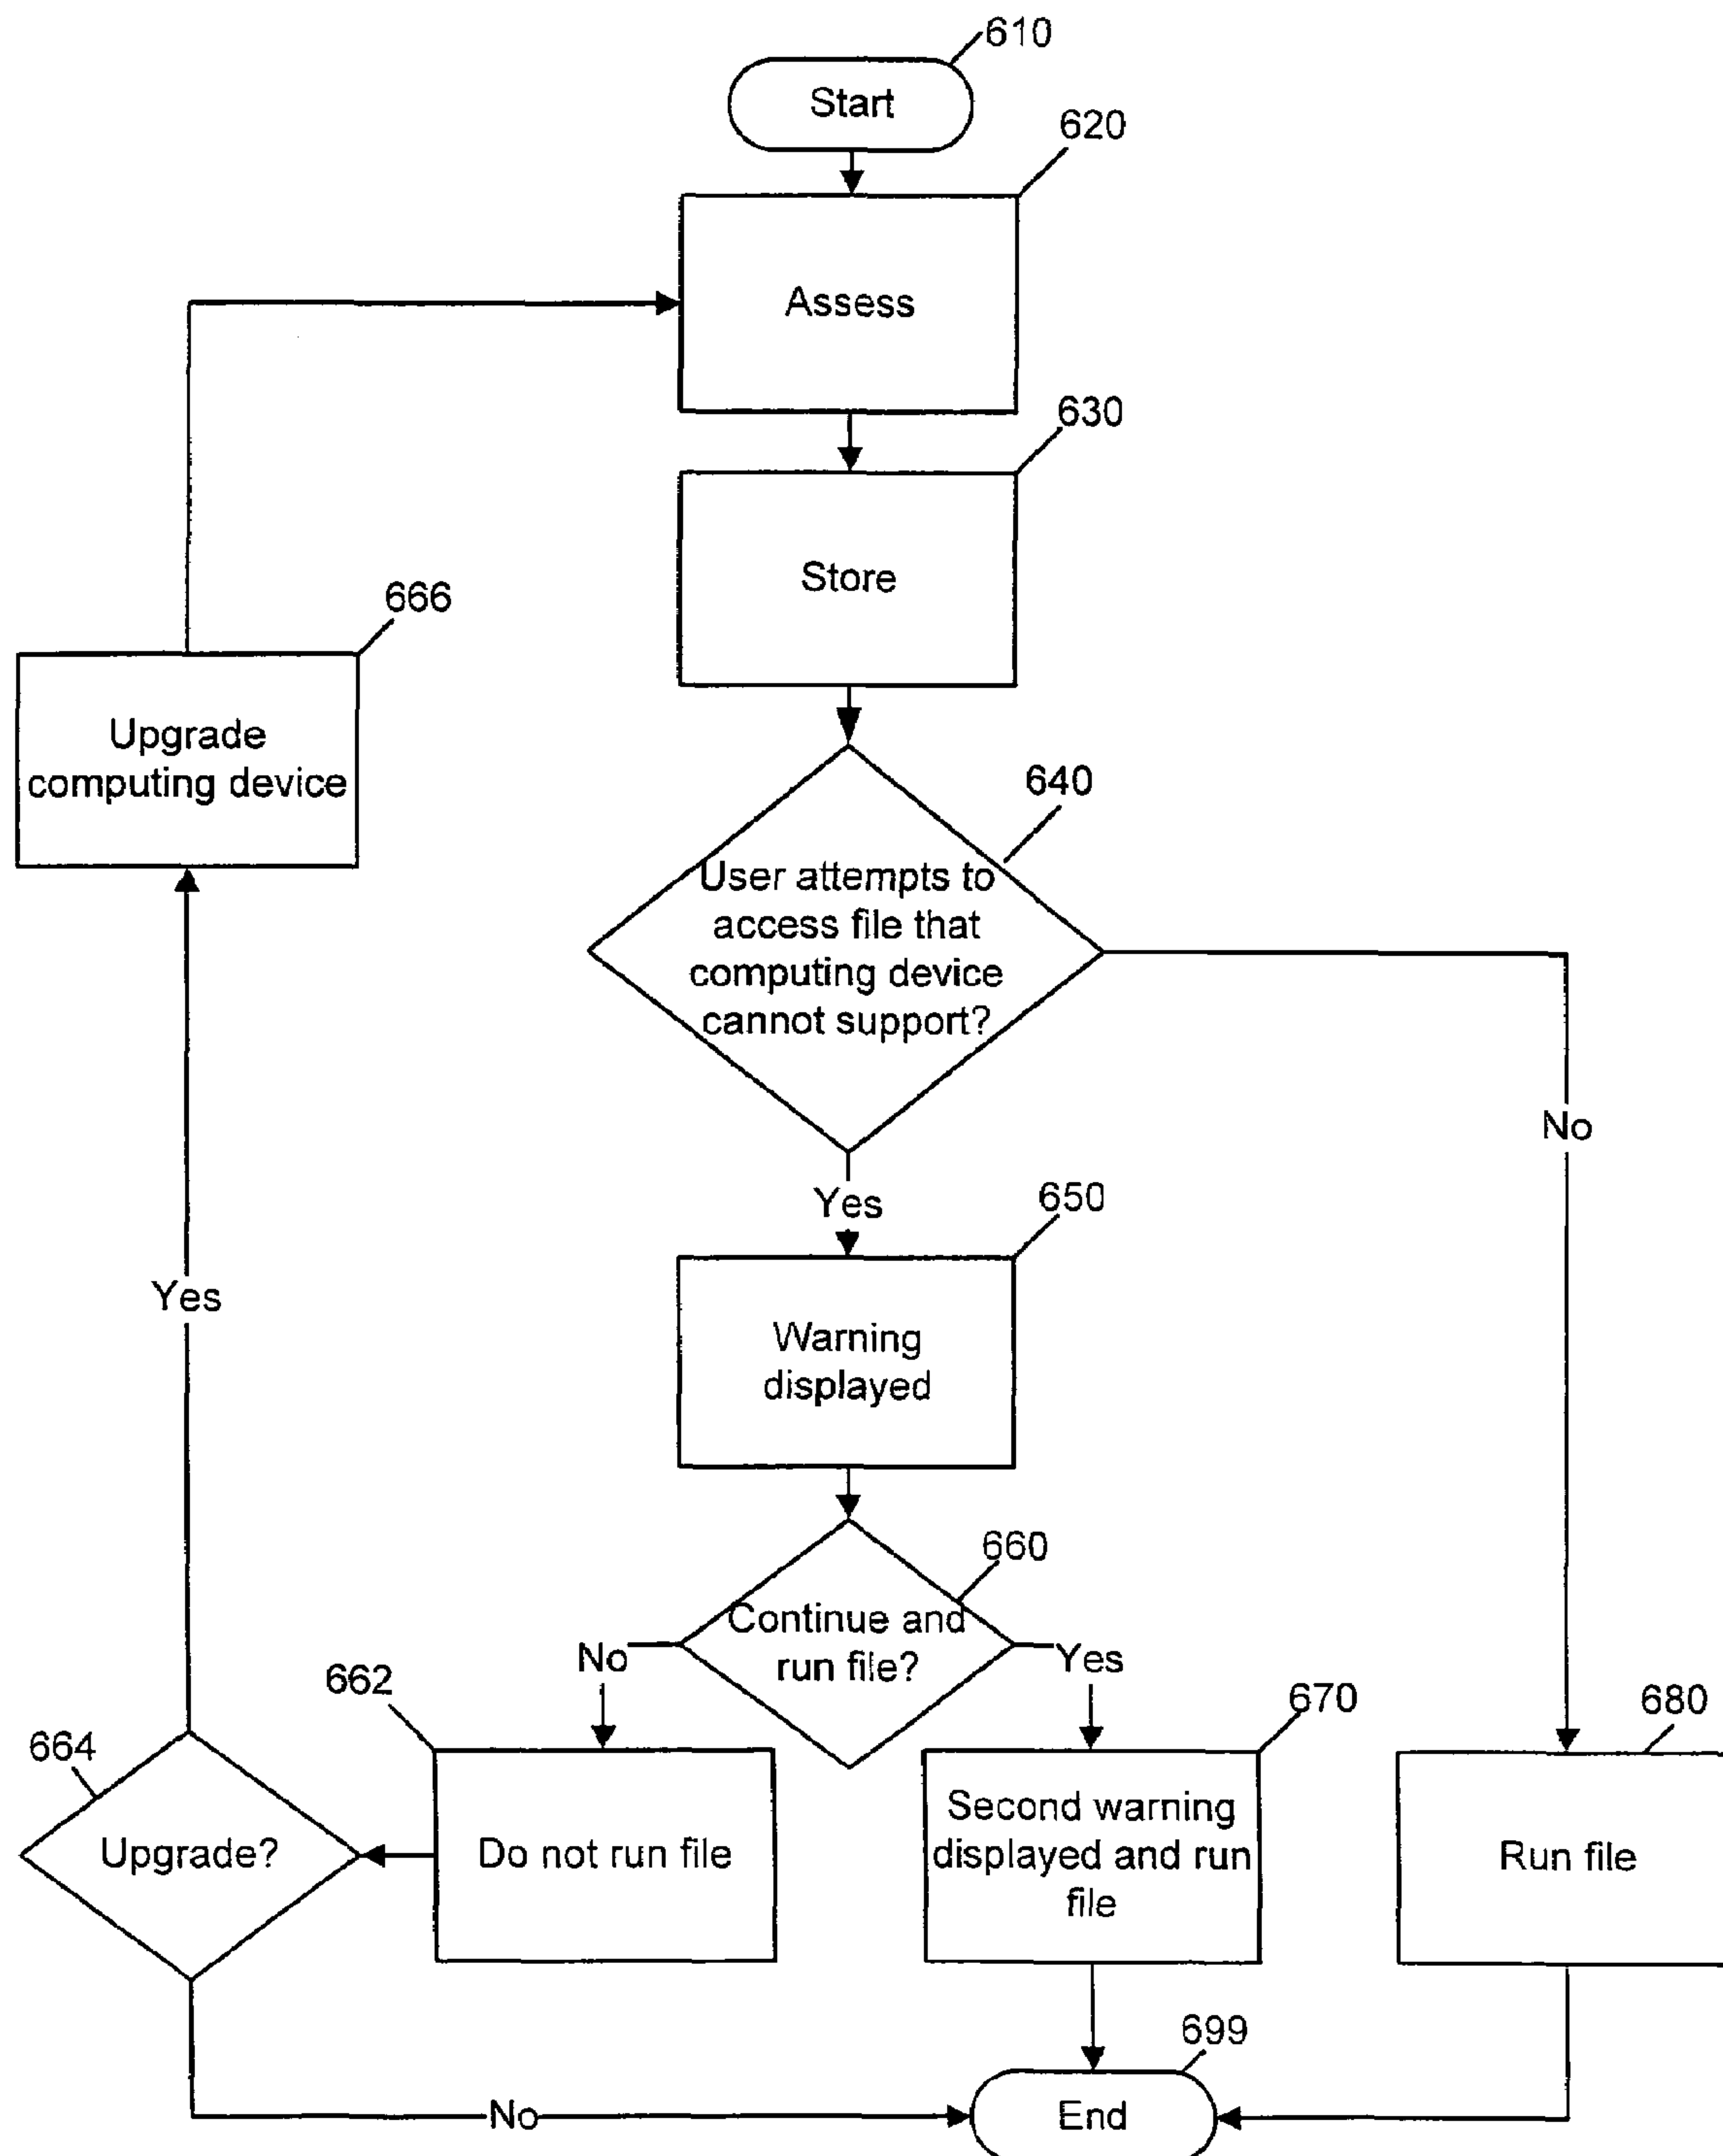 610
Start
620
Assess
630
Store
666
Upgrade
computing device
640
User attempts to
access file that
computing device
cannot support?
No
Yes
650
Yes
Warning
displayed
660
Continue and
run file?
No
Yes
662
670
680
664
Upgrade?
Do not run file
Second warning
displayed and run
file
Run file
699
No
End